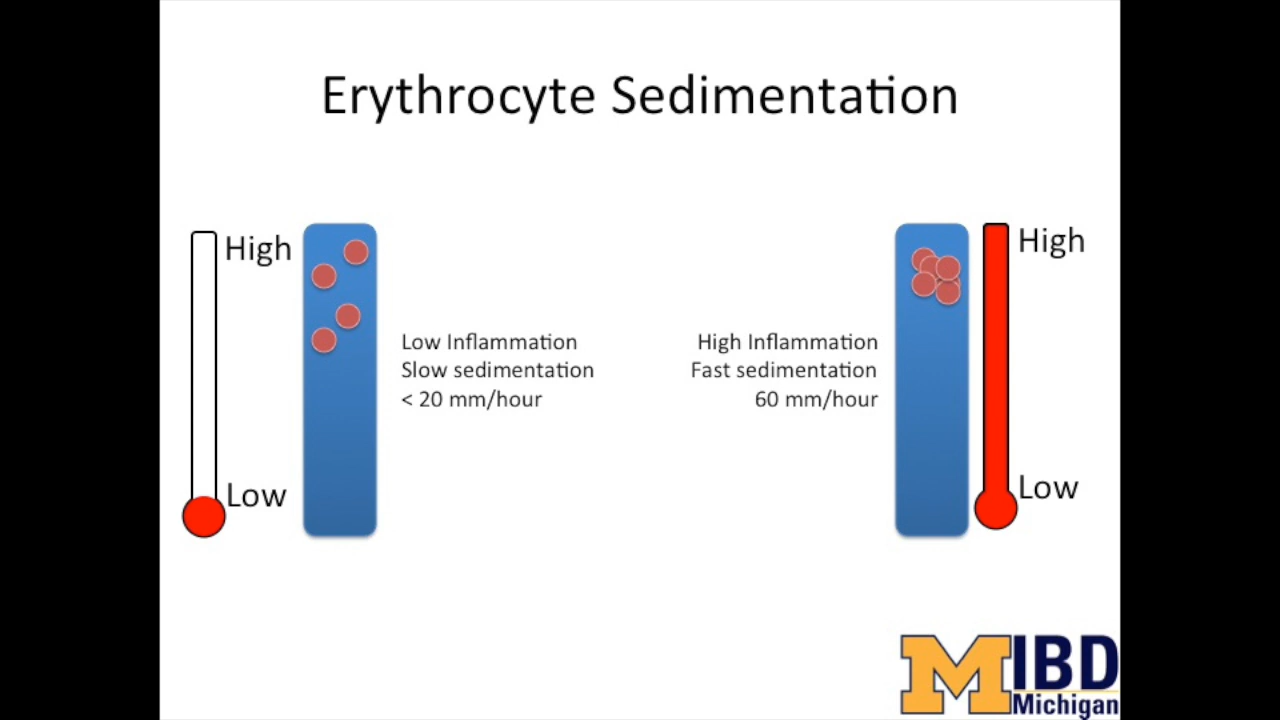 Erythrocyte Sedimentation
High
Low
Low Inflammation
Slow sedimentation
< 20 mm/hour
High Inflammation
Fast sedimentation
60 mm/hour
High
Low
M IBD
Michigan